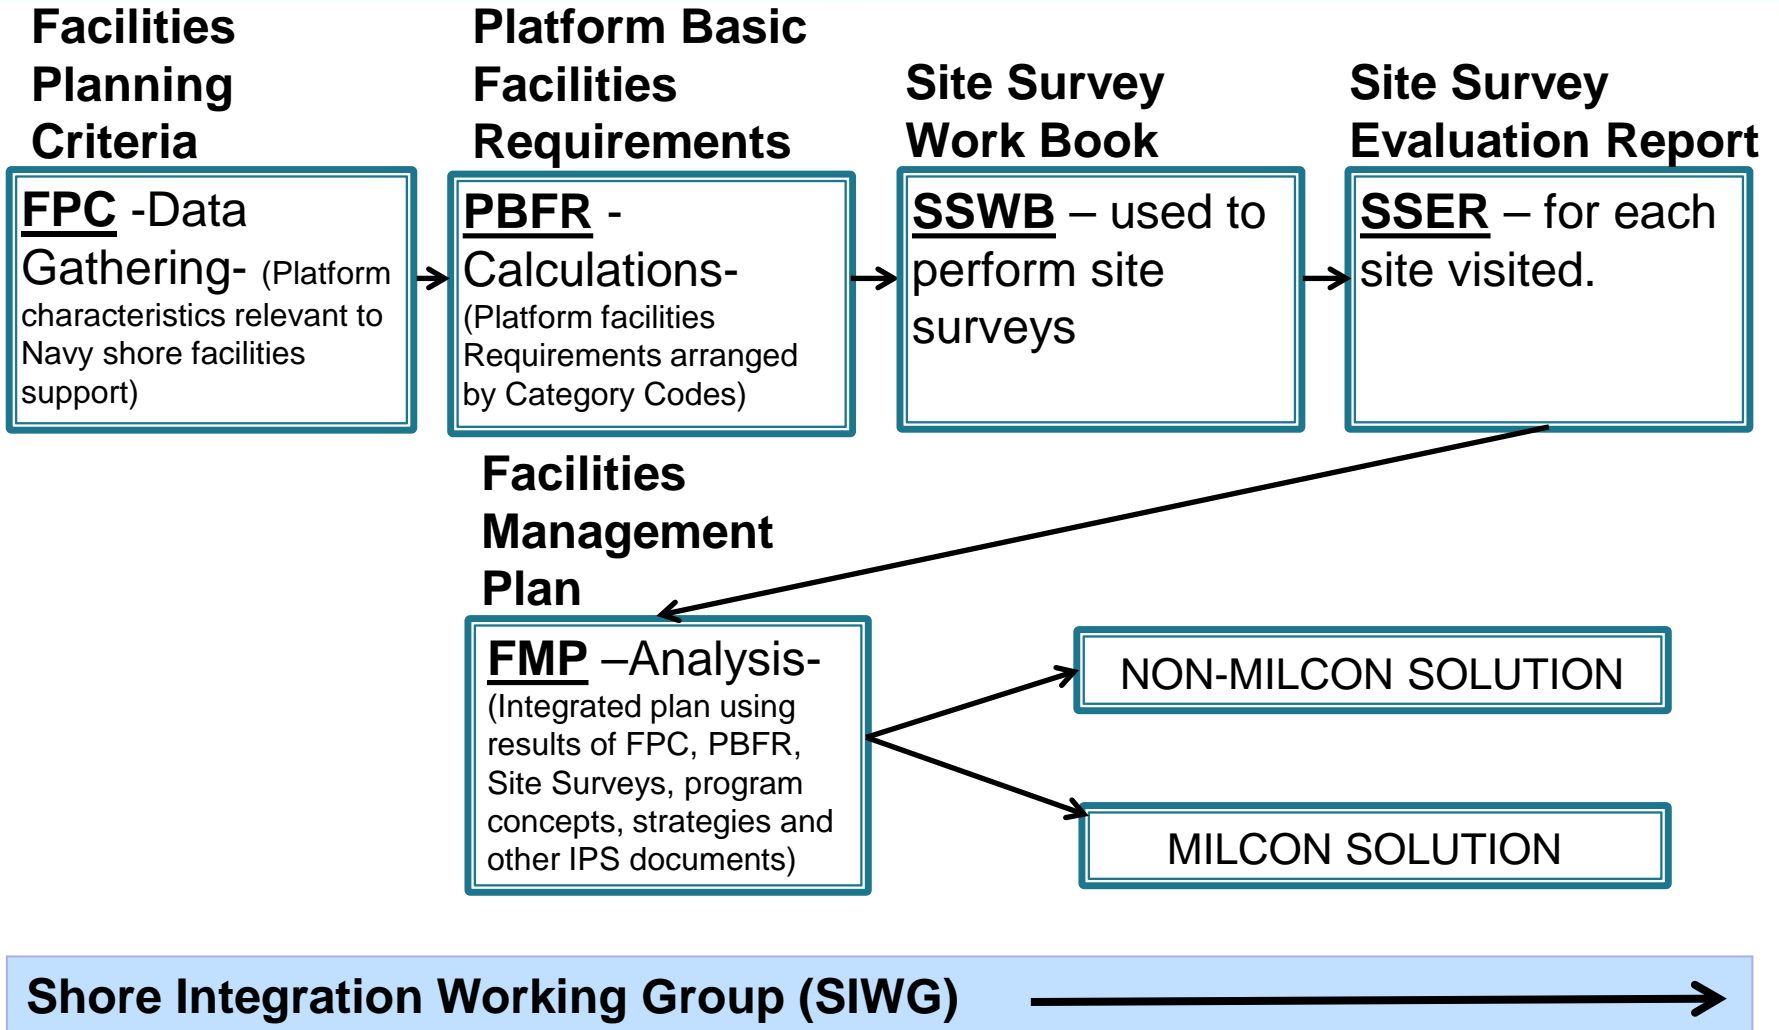 Facilities
Planning
Criteria
FPC -Data
Gathering- (Platform
characteristics relevant to
Navy shore facilities
support)
Platform Basic
Facilities
Requirements
PBFR -
Calculations-
(Platform facilities
Requirements arranged
by Category Codes)
Site Survey
Work Book
SSWB – used to
perform site
surveys
Site Survey
Evaluation Report
SSER – for each
site visited.
Facilities
Management
Plan
FMP –Analysis-
(Integrated plan using
results of FPC, PBFR,
Site Surveys, program
concepts, strategies and
other IPS documents)
NON-MILCON SOLUTION
MILCON SOLUTION
Shore Integration Working Group (SIWG)